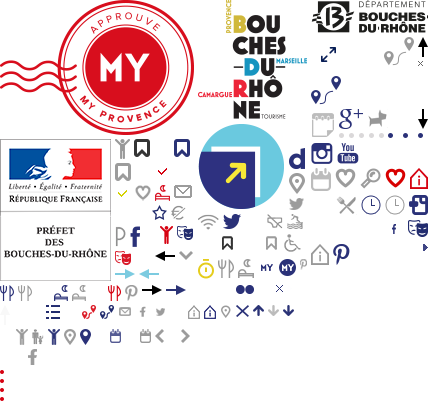 APPROUVÉ
MY
MY PROVENCE
PROVENCE
BOU
CHES
-DU-
MARSEILLE
RHÔ
CAMARGUE
NE
TOURISME
DÉPARTEMENT
BOUCHES
DU·RHÔNE
g+
You
Tube
Liberté • Égalité • Fraternité
RÉPUBLIQUE FRANÇAISE
PRÉFET
DES
BOUCHES-DU-RHÔNE
MY
MY